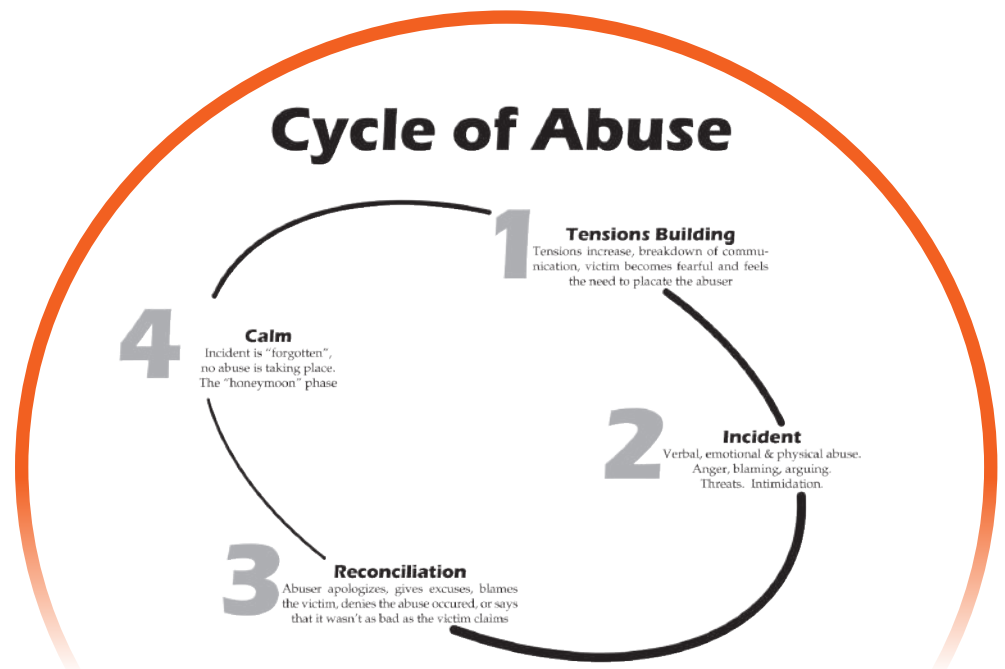 Cycle of Abuse
1
Tensions Building
Tensions increase, breakdown of commu-
nication, victim becomes fearful and feels
the need to placate the abuser
2
Incident
Verbal, emotional & physical abuse.
Anger, blaming, arguing.
Threats. Intimidation.
3
Reconciliation
Abuser apologizes, gives excuses, blames
the victim, denies the abuse occured, or says
that it wasn't as bad as the victim claims
4
Calm
Incident is “forgotten”,
no abuse is taking place.
The “honeymoon” phase